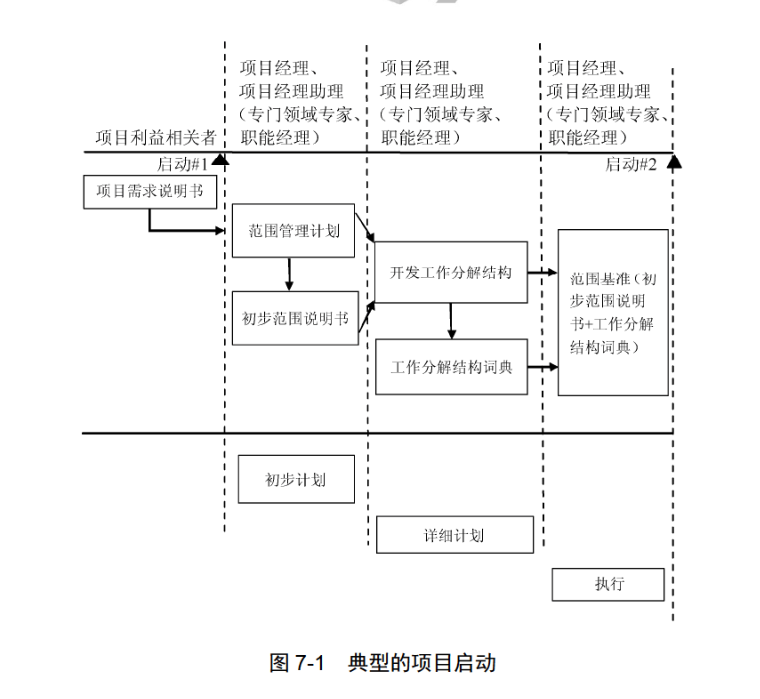 项目经理、
项目经理助理
（专门领域专家、
职能经理）
项目经理、
项目经理助理
（专门领域专家、
职能经理）
项目经理、
项目经理助理
（专门领域专家、
职能经理）
项目利益相关者
启动#1
启动#2
项目需求说明书
范围管理计划
初步范围说明书
开发工作分解结构
工作分解结构词典
范围基准（初
步范围说明
书+工作分解
结构词典）
初步计划
详细计划
执行
图 7-1 典型的项目启动